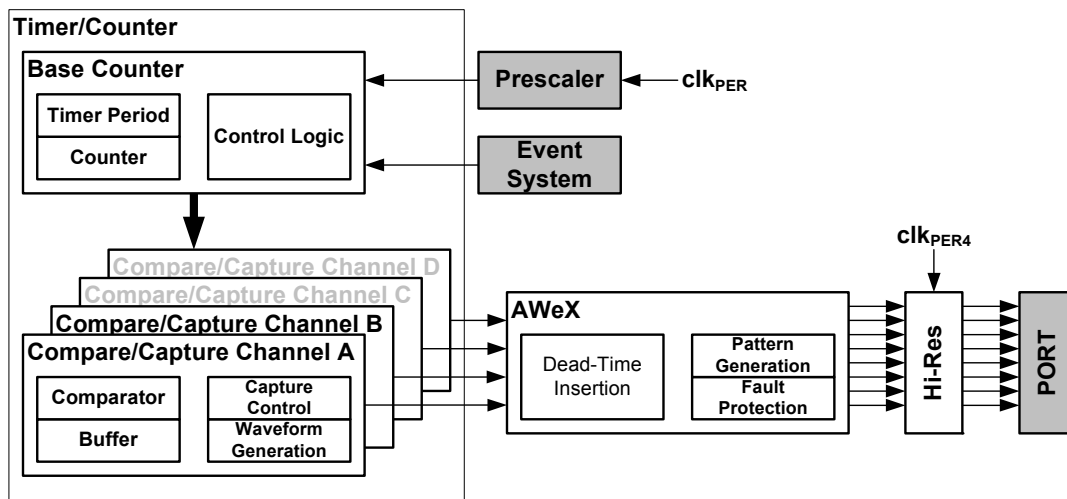 Timer/Counter
Base Counter
Timer Period
Counter
Control Logic
Prescaler
clkPER
Event
System
Compare/Capture Channel D
Compare/Capture Channel C
Compare/Capture Channel B
Compare/Capture Channel A
Comparator
Buffer
Capture
Control
Waveform
Generation
AWeX
Dead-Time
Insertion
Pattern
Generation
Fault
Protection
clkPER4
Hi-Res
PORT